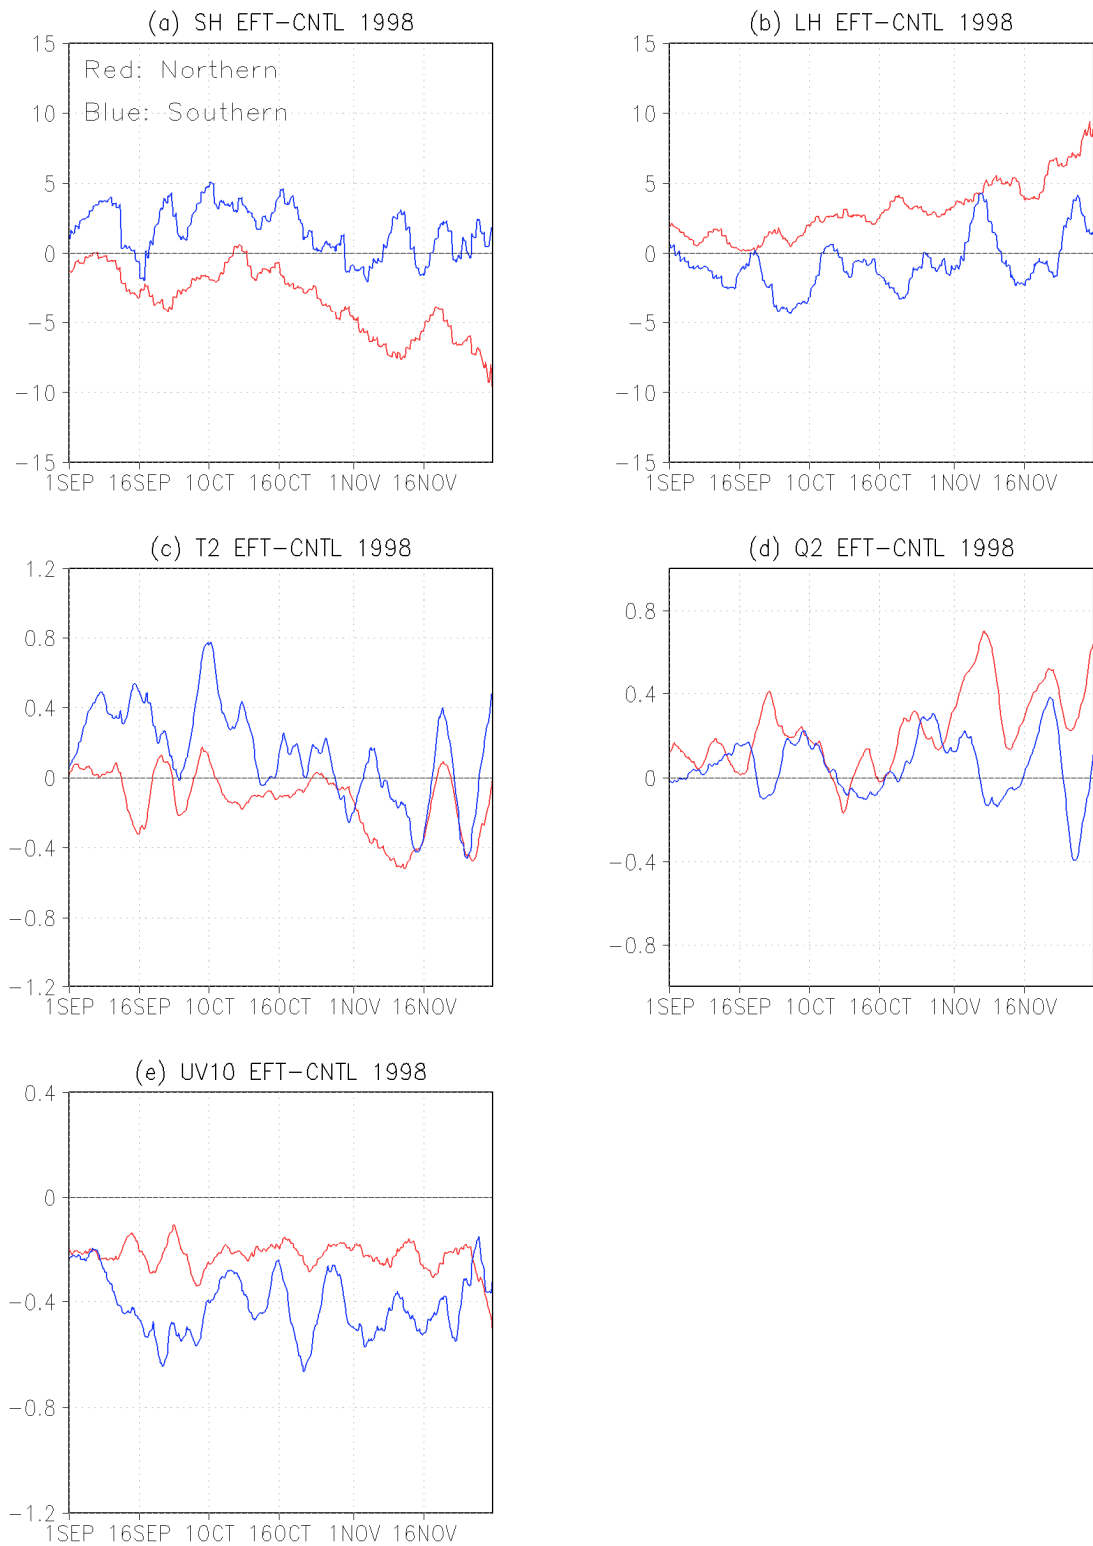 (a) SH EFT-CNTL 1998
15
10
5
0
-5
-10
-15
Red: Northern
Blue: Southern
1SEP 16SEP 1OCT 16OCT 1NOV 16NOV
(b) LH EFT-CNTL 1998
15
10
5
0
-5
-10
-15
1SEP 16SEP 1OCT 16OCT 1NOV 16NOV
(c) T2 EFT-CNTL 1998
1.2
0.8
0.4
0
-0.4
-0.8
-1.2
1SEP 16SEP 1OCT 16OCT 1NOV 16NOV
(d) Q2 EFT-CNTL 1998
0.8
0.4
0
-0.4
-0.8
1SEP 16SEP 1OCT 16OCT 1NOV 16NOV
(e) UV10 EFT-CNTL 1998
0.4
0
-0.4
-0.8
-1.2
1SEP 16SEP 1OCT 16OCT 1NOV 16NOV